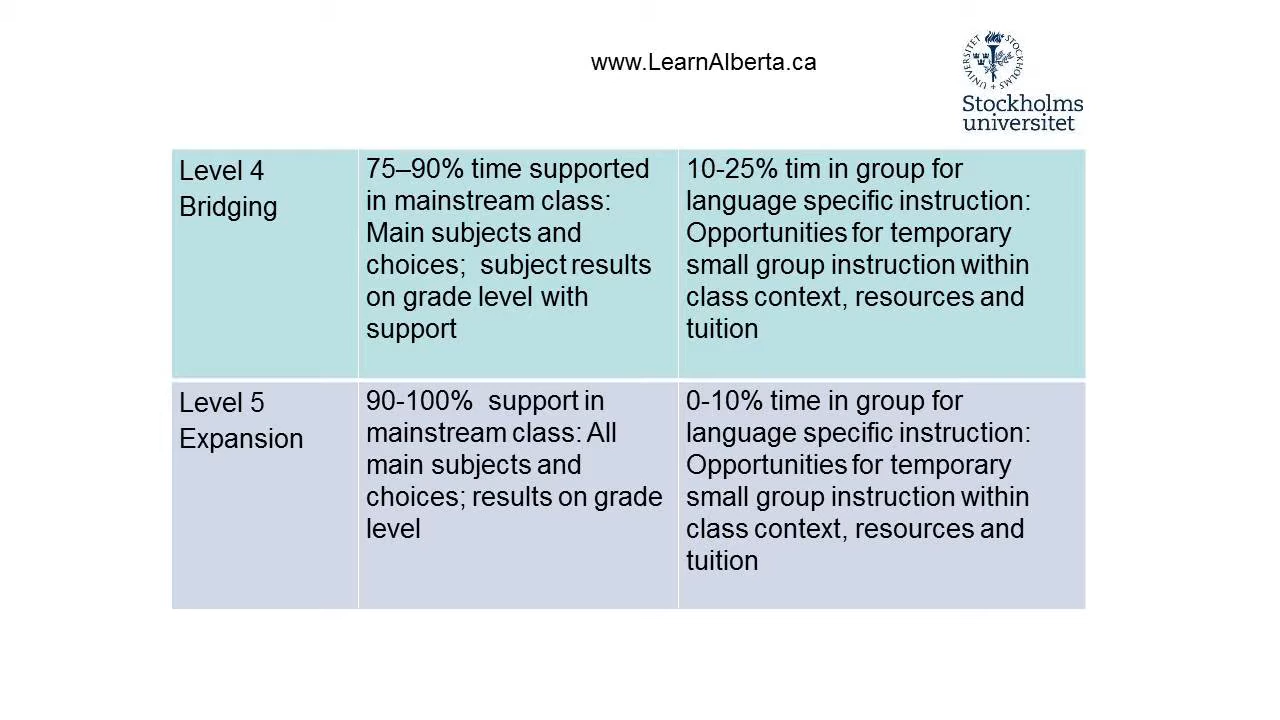 www.LearnAlberta.ca
STOCKHOLMS UNIVERSITET
Stockholms
universitet
Level 4
Bridging
75–90% time supported
in mainstream class:
Main subjects and
choices;  subject results
on grade level with
support
10-25% tim in group for
language specific instruction:
Opportunities for temporary
small group instruction within
class context, resources and
tuition
Level 5
Expansion
90-100%  support in
mainstream class: All
main subjects and
choices; results on grade
level
0-10% time in group for
language specific instruction:
Opportunities for temporary
small group instruction within
class context, resources and
tuition